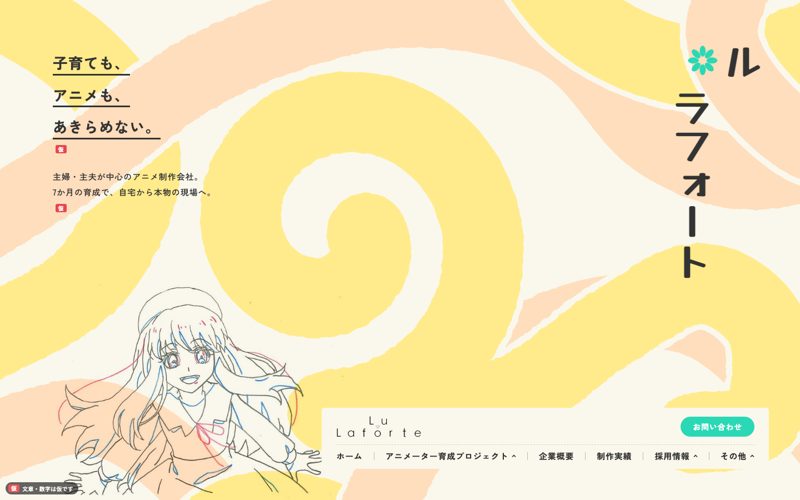 子育ても、
アニメも、
あきらめない。
仮
主婦・主夫が中心のアニメ制作会社。
7か月の育成で、自宅から本物の現場へ。
仮
ル
ラフォート
Lu
Laforte
お問い合わせ
ホーム
アニメーター育成プロジェクト
企業概要
制作実績
採用情報
その他
仮 文章・数字は仮です